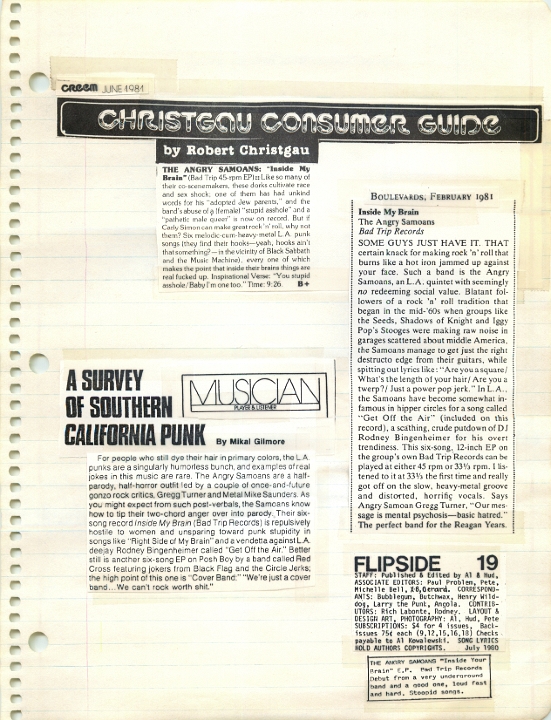 CREEM JUNE 1981
CHRISTGAU CONSUMER GUIDE
by Robert Christgau
THE ANGRY SAMOANS: "Inside My
Brain" (Bad Trip 45-rpm EP) Like so many of
their co-scenemakers, these dorks cultivate race
and sex shock; one of them has had unkind
words for his "adopted Jew parents," and the
band's abuse of a (female) "stupid asshole" and a
"pathetic male queer" is now on record. But if
Carly Simon can make great rock 'n' roll, why not
them? Six melodic-cum-heavy-metal L.A. punk
songs (they find their hooks—yeah, hooks ain't
that something?—in the vicinity of Black Sabbath
and the Music Machine), every one of which
makes the point that inside their brains things are
real fucked up. Inspirational Verse: "You stupid
asshole/Baby I'm one too." Time: 9:26 B+
BOULEVARDS, FEBRUARY 1981
Inside My Brain
The Angry Samoans
Bad Trip Records
SOME GUYS JUST HAVE IT. THAT
certain knack for making rock 'n' roll that
burns like a hot iron jammed up against
your face. Such a band is the Angry
Samoans, an L.A. quintet with seemingly
no redeeming social value. Blatant fol-
lowers of a rock 'n' roll tradition that
began in the mid-'60s when groups like
the Seeds, Shadows of Knight and Iggy
Pop's Stooges were making raw noise in
garages scattered about middle America,
the Samoans manage to get just the right
destructo edge from their guitars, while
spitting out lyrics like: "Are you a square/
What's the length of your hair/ Are you a
twerp?/ Just a power pop jerk." In L.A.,
the Samoans have become somewhat in-
famous in hipper circles for a song called
"Get Off the Air" (included on this
record), a scathing, crude putdown of DJ
Rodney Bingenheimer for his overt
trendiness. This six-song, 12-inch EP on
the group's own Bad Trip Records can be
played at either 45 rpm or 33⅓ rpm. I lis-
tened to it at 33⅓ the first time and really
got off on the slow, heavy-metal groove
and distorted, horrific vocals. Says
Angry Samoan Gregg Turner, "Our mes-
sage is mental psychosis—basic hatred."
The perfect band for the Reagan Years.
A SURVEY
OF SOUTHERN
CALIFORNIA PUNK
MUSICIAN
PLAYER & LISTENER
By Mikal Gilmore
For people who still dye their hair in primary colors, the L.A.
punks are a singularly humorless bunch, and examples of real
jokes in this music are rare. The Angry Samoans are a half-
parody, half-horror outfit led by a couple of once-and-future
gonzo rock critics, Gregg Turner and Metal Mike Saunders. As
you might expect from such post-verbals, the Samoans know
how to tip their two-chord anger over into parody. Their six-
song record Inside My Brain (Bad Trip Records) is repulsively
hostile to women and unsparing toward punk stupidity in
songs like "Right Side of My Brain" and a vendetta against L.A.
deejay Rodney Bingenheimer called "Get Off the Air." Better
still is another six-song EP on Posh Boy by a band called Red
Cross featuring jokers from Black Flag and the Circle Jerks;
the high point of this one is "Cover Band:" "We're just a cover
band...We can't rock worth shit."
FLIPSIDE 19
STAFF: Published & Edited by Al & Hud,
ASSOCIATE EDITORS: Paul Problem, Pete,
Michelle Bell, X-8, Gerard. CORRESPOND-
ANTS: Bubblegun, Butchwax, Henry Wild-
dog, Larry the Punt, Angola. CONTRIB-
UTORS: Rich Labonte, Rodney. LAYOUT &
DESIGN ART, PHOTOGRAPHY: Al, Hud, Pete
SUBSCRIPTIONS: $4 for 4 issues, Back-
issues 75¢ each (9,12,15,16,18) Checks
payable to Al Kowalewski. SONG LYRICS
HOLD AUTHORS COPYRIGHTS. July 1980
THE ANGRY SAMOANS "Inside Your
Brain" E.P. Bad Trip Records
Debut from a very underground
band and a good one, loud fast
and hard. Stooopid songs.